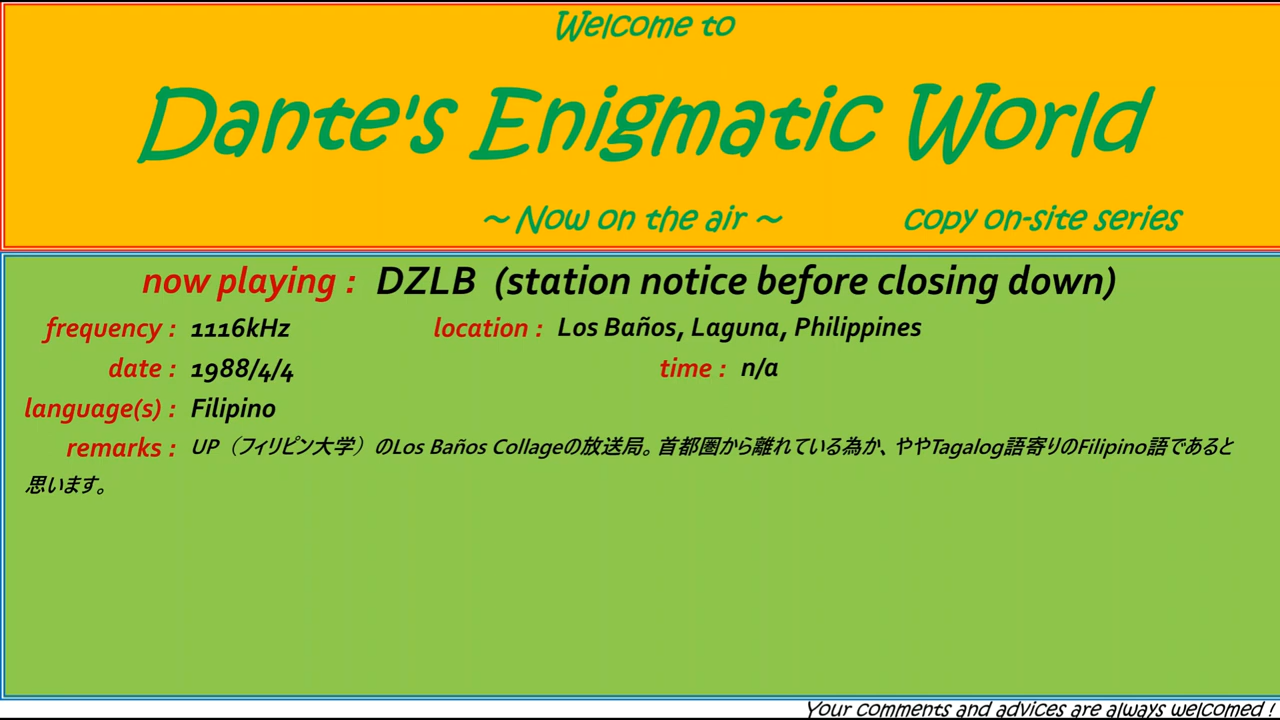 Welcome to
Dante's Enigmatic World
～ Now on the air ～ copy on-site series
now playing : DZLB (station notice before closing down)
frequency : 1116kHz location : Los Baños, Laguna, Philippines
date : 1988/4/4 time : n/a
language(s) : Filipino
remarks : UP（フィリピン大学）のLos Baños Collageの放送局。首都圏から離れている為か、ややTagalog語寄りのFilipino語であると
思います。
Your comments and advices are always welcomed !